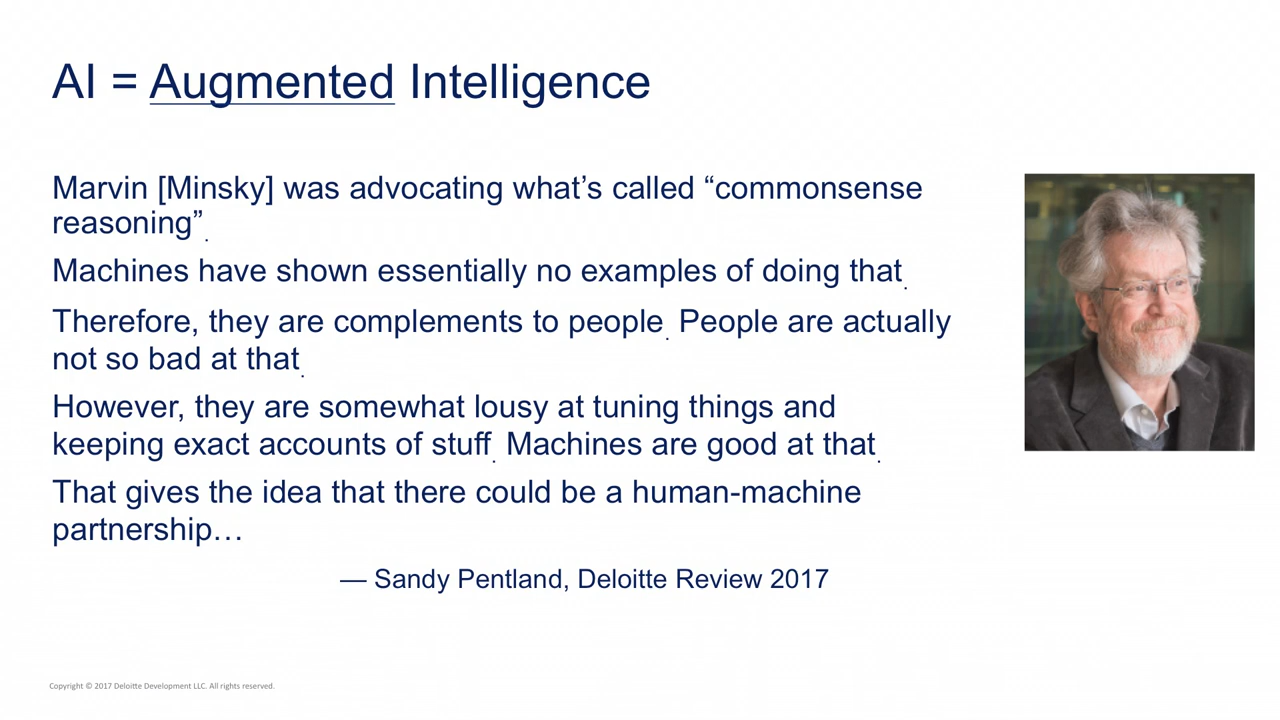 AI = Augmented Intelligence
Marvin [Minsky] was advocating what’s called “commonsense
reasoning”.
Machines have shown essentially no examples of doing that.
Therefore, they are complements to people. People are actually
not so bad at that.
However, they are somewhat lousy at tuning things and
keeping exact accounts of stuff. Machines are good at that.
That gives the idea that there could be a human-machine
partnership…
— Sandy Pentland, Deloitte Review 2017
Copyright © 2017 Deloitte Development LLC. All rights reserved.